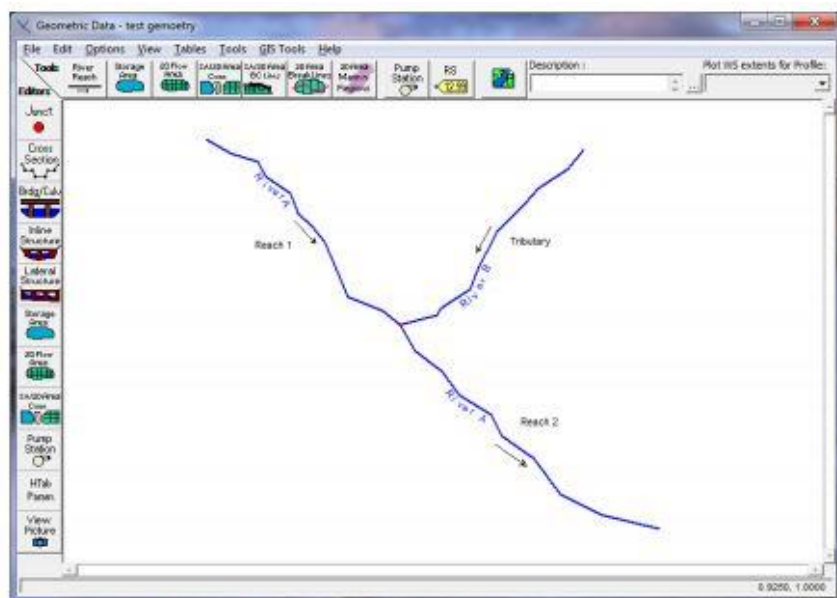 Geometric Data - test gemoetry
File Edit Options View Tables Tools GIS Tools Help
Tools
Editors
River
Reach
Storage
Area
2D Flow
Area
SA/2D Area
Conn
SA/2D Area
BC Lines
2D Area
BreakLines
2D Area
Mann n
Regions
Pump
Station
RS
Description :
...
Plot WS extents for Profile:
Junct
Cross
Section
Brdg/Culv
Inline
Structure
Lateral
Structure
Storage
Area
2D Flow
Area
SA/2D Area
Conn
Pump
Station
HTab
Param
View
Picture
River A
Reach 1
Tributary
River B
River A
Reach 2
0.9250, 1.0000